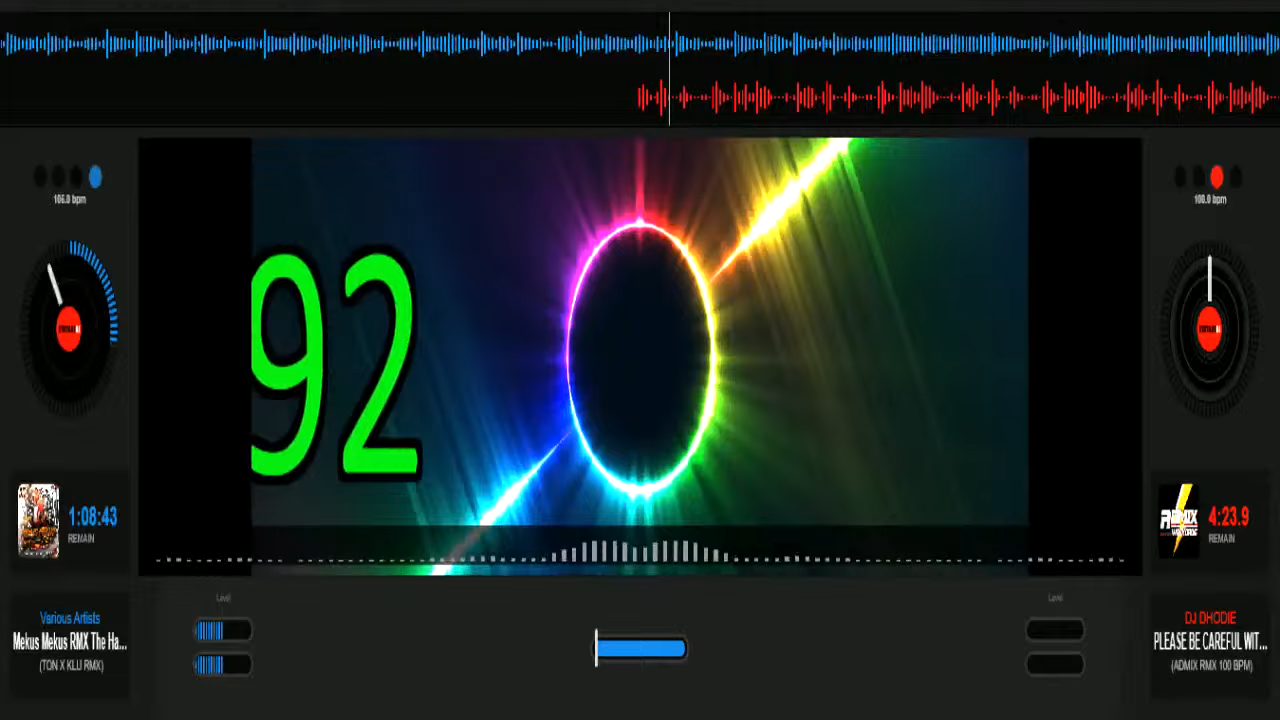 106.0 bpm
100.0 bpm
92
1:08:43
REMAIN
4:23.9
REMAIN
REMIX
Level
Level
Various Artists
Mekus Mekus RMX The Ha...
(TON X KLU RMX)
DJ DHODIE
PLEASE BE CAREFUL WIT...
(ADMIX RMX 100 BPM)